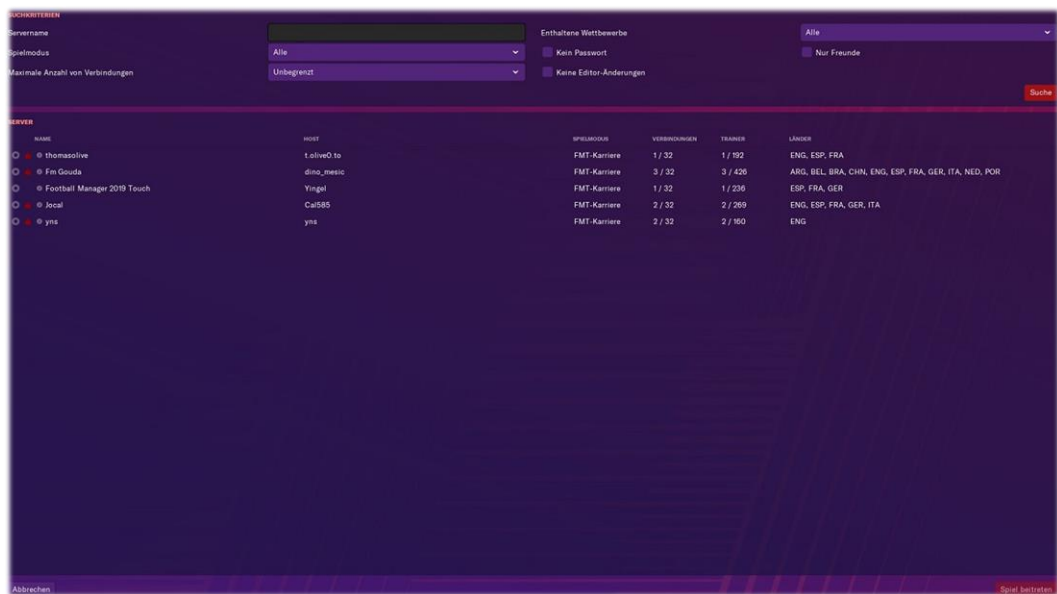 SUCHKRITERIEN
Servername Enthaltene Wettbewerbe Alle
Spielmodus Alle Kein Passwort Nur Freunde
Maximale Anzahl von Verbindungen Unbegrenzt Keine Editor-Änderungen
Suche
SERVER
NAME HOST SPIELMODUS VERBINDUNGEN TRAINER LÄNDER
thomasolive t.olive0.to FMT-Karriere 1 / 32 1 / 192 ENG, ESP, FRA
Fm Gouda dino_mesic FMT-Karriere 3 / 32 3 / 426 ARG, BEL, BRA, CHN, ENG, ESP, FRA, GER, ITA, NED, POR
Football Manager 2019 Touch Yingel FMT-Karriere 1 / 32 1 / 236 ESP, FRA, GER
Jocal Cal585 FMT-Karriere 2 / 32 2 / 269 ENG, ESP, FRA, GER, ITA
yns yns FMT-Karriere 2 / 32 2 / 160 ENG
Abbrechen Spiel beitreten